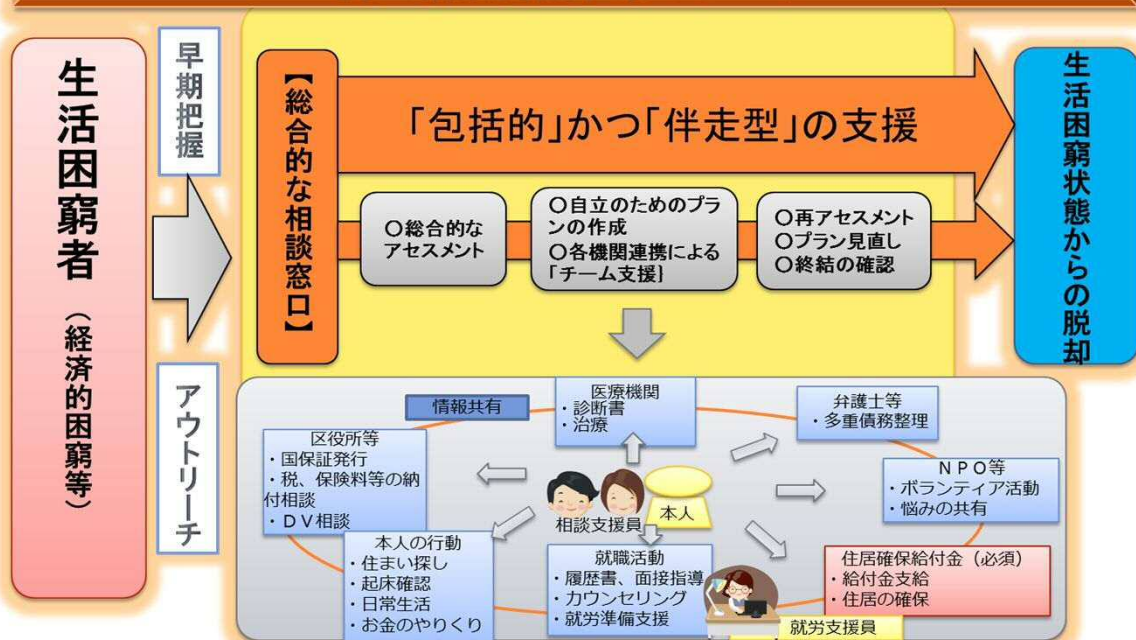 生活困窮者
（経済的困窮等）
早期把握
アウトリーチ
【総合的な相談窓口】
「包括的」かつ「伴走型」の支援
〇総合的な
アセスメント
〇自立のためのプラ
ンの作成
〇各機関連携による
「チーム支援］
〇再アセスメント
〇プラン見直し
〇終結の確認
生活困窮状態からの脱却
情報共有
医療機関
・診断書
・治療
弁護士等
・多重債務整理
区役所等
・国保証発行
・税、保険料等の納
付相談
・ＤＶ相談
ＮＰＯ等
・ボランティア活動
・悩みの共有
相談支援員
本人
本人の行動
・住まい探し
・起床確認
・日常生活
・お金のやりくり
就職活動
・履歴書、面接指導
・カウンセリング
・就労準備支援
住居確保給付金（必須）
・給付金支給
・住居の確保
就労支援員